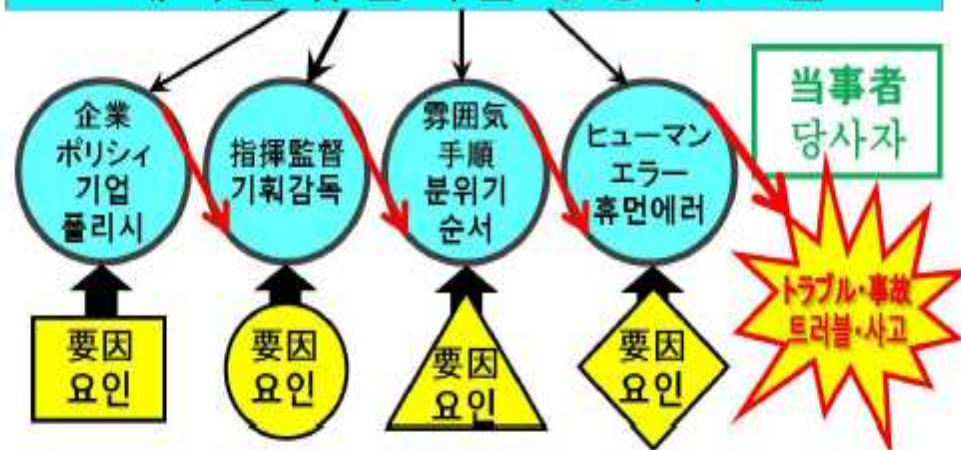 企業
ポリシィ
기업
폴리시
指揮監督
기획감독
雰囲気
手順
분위기
순서
ヒューマン
エラー
휴먼에러
当事者
당사자
トラブル・事故
트러블・사고
要因
요인
要因
요인
要因
요인
要因
요인